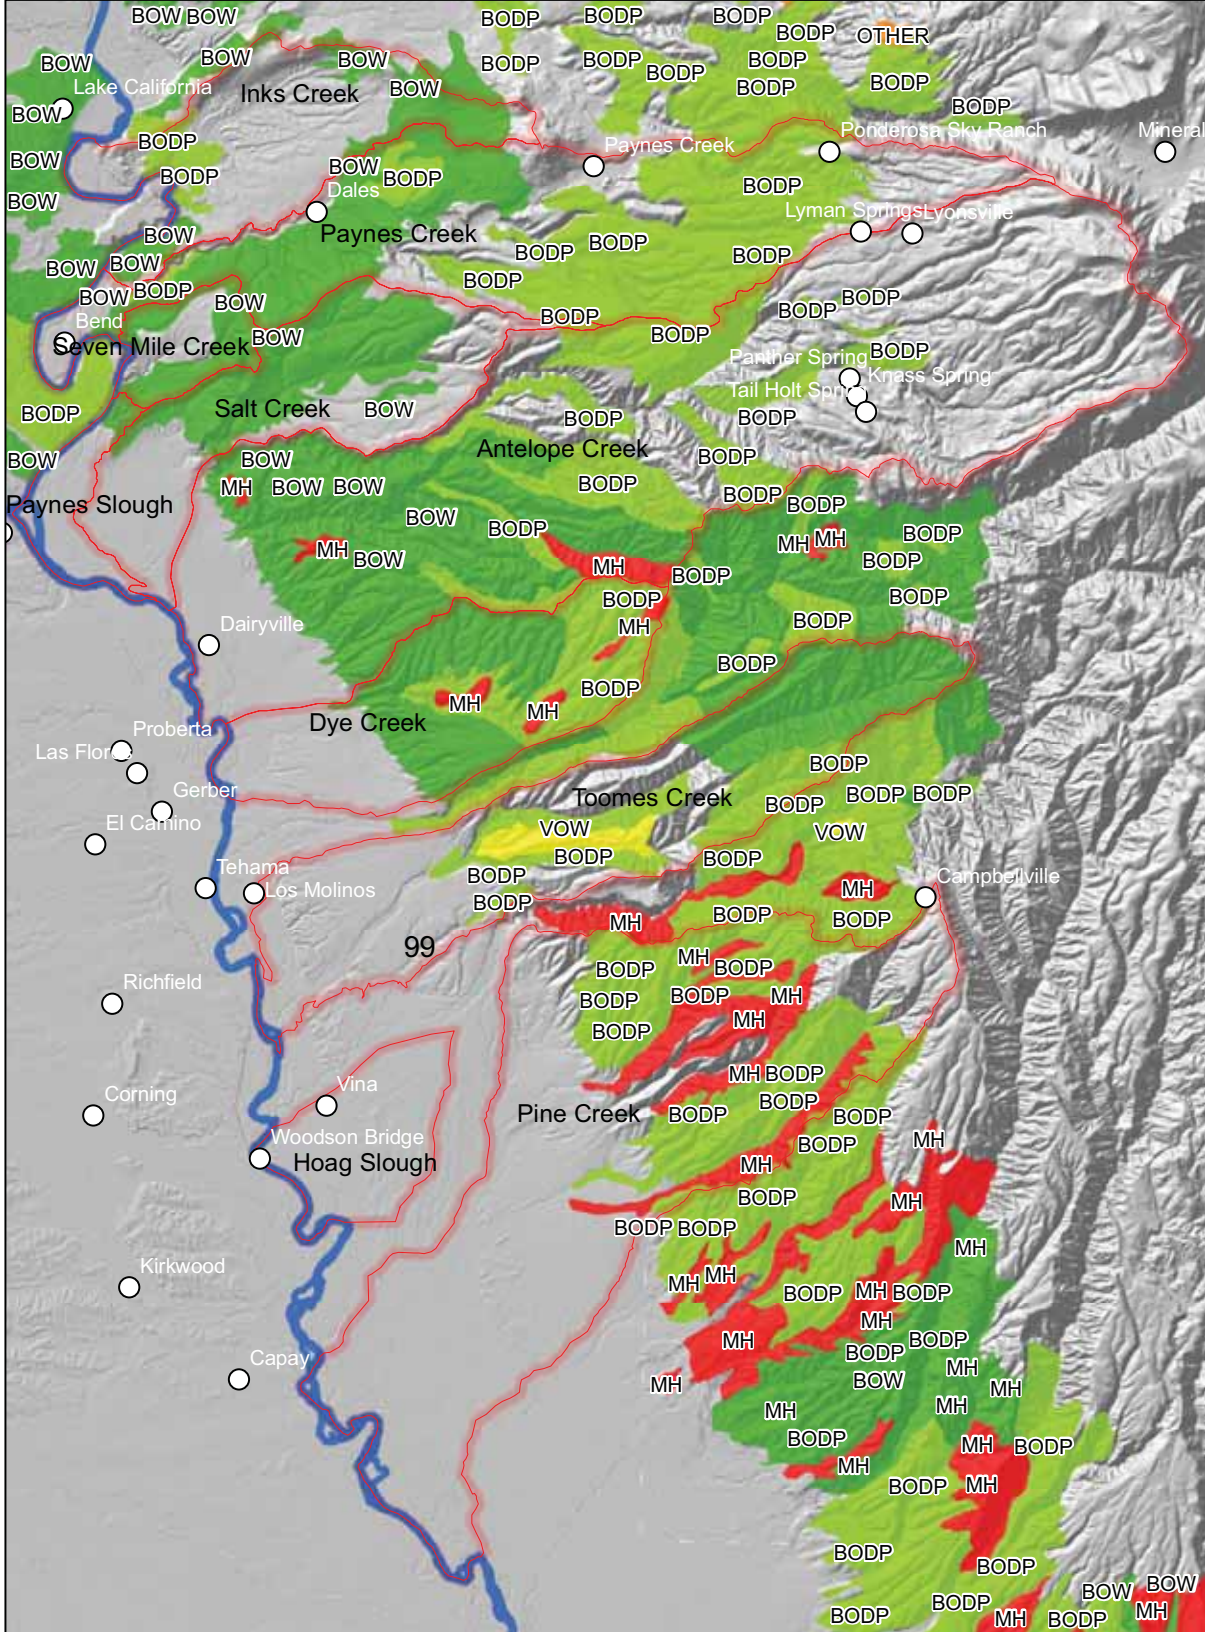 BOW BOW BODP BODP BODP
BODP OTHER
BOW BOW BOW BODP BODP BODP
BODP
Lake California BOW BODP BODP
Inks Creek
BOW BODP
BODP Ponderosa Sky Ranch Mineral
BOW Paynes Creek
BOW
BODP BODP BODP
Dales
BOW
Lyman Springs Lyonsville
BOW Paynes Creek
BODP BODP BODP
BOW BOW
BODP
BOW BODP BOW BODP BODP
BODP
Bend BOW BODP
Seven Mile Creek
Panther Spring BODP
Knass Spring
Tail Holt Spring
BODP Salt Creek BOW BODP BODP
Antelope Creek
BOW BOW BODP
MH BOW BOW BODP
BODP
Paynes Slough BODP
BOW BODP BODP
MH BOW MH MH
BODP
MH BODP
BODP BODP
MH BODP
Dairyville
BODP
BODP
MH MH
Dye Creek
Proberta
Las Flores
BODP
Gerber Toomes Creek BODP BODP BODP
El Camino VOW VOW
BODP BODP
Tehama BODP Campbellville
Los Molinos MH
BODP BODP BODP
MH
99 MH
BODP BODP
Richfield BODP BODP MH
BODP MH
MH BODP
Vina BODP
Corning Pine Creek BODP BODP
Woodson Bridge BODP MH
Hoag Slough MH
BODP MH
BODP BODP
MH
Kirkwood MH MH
BODP MH BODP
MH
MH BODP
BODP
Capay MH BOW MH
MH MH
MH
BODP MH BODP
MH
BODP MH
BODP
BODP
BOW BOW
BODP BODP MH
MH BODP